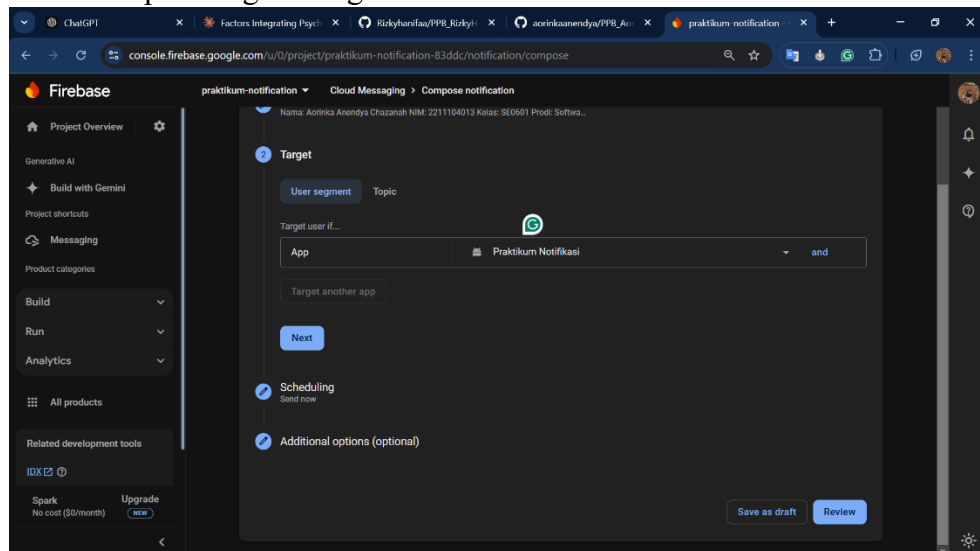 ChatGPT
Factors Integrating Psych
Rizkyhanifaa/PPB_RizkyH
aorinkaanendya/PPB_Aor
praktikum-notification –
console.firebase.google.com/u/0/project/praktikum-notification-83ddc/notification/compose
Firebase
praktikum-notification
Cloud Messaging > Compose notification
Project Overview
Generative AI
Build with Gemini
Project shortcuts
Messaging
Product categories
Build
Run
Analytics
All products
Related development tools
IDX
Spark
No cost ($0/month)
Upgrade
NEW
Nama: Aorinka Anendya Chazanah NIM: 2211104013 Kelas: SE0601 Prodi: Softwa...
2 Target
User segment Topic
Target user if...
App Praktikum Notifikasi and
Target another app
Next
Scheduling
Send now
Additional options (optional)
Save as draft Review